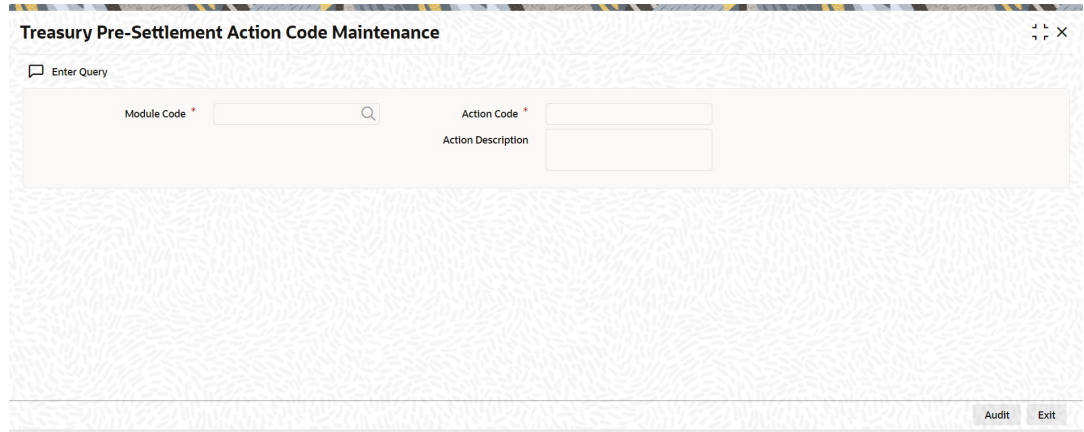 Treasury Pre-Settlement Action Code Maintenance
Enter Query
Module Code *
Action Code *
Action Description
Audit Exit